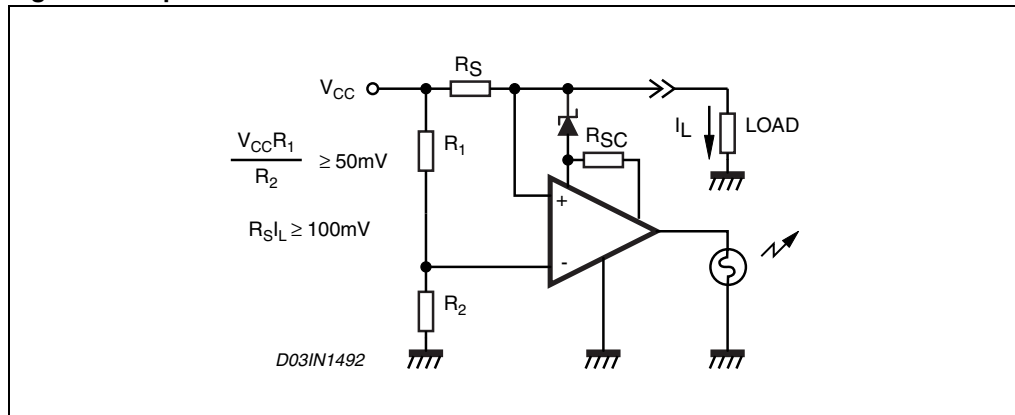 R_S
V_CC
V_CC R_1
R_2
≥ 50mV
R_1
R_SC
I_L
LOAD
+
R_S I_L ≥ 100mV
-
R_2
D03IN1492